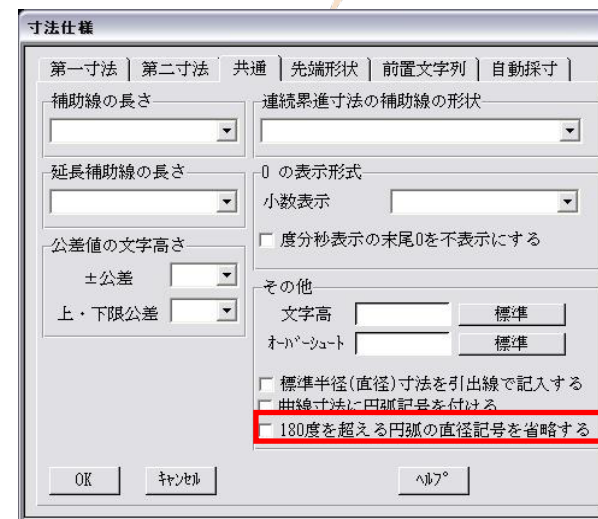 寸法仕様
第一寸法 第二寸法 共通 先端形状 前置文字列 自動採寸
補助線の長さ
連続累進寸法の補助線の形状
延長補助線の長さ
0 の表示形式
小数表示
度分秒表示の末尾0を不表示にする
公差値の文字高さ
±公差
上・下限公差
その他
文字高 標準
ｵｰﾊﾞｰｼｭｰﾄ 標準
標準半径(直径)寸法を引出線で記入する
曲線寸法に円弧記号を付ける
180度を超える円弧の直径記号を省略する
OK ｷｬﾝｾﾙ ﾍﾙﾌﾟ